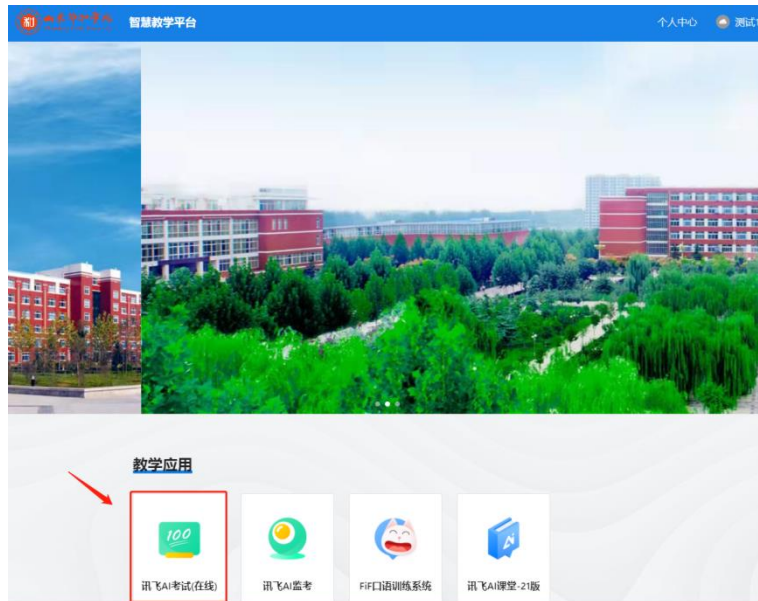 智慧教学平台
个人中心
测试
教学应用
100
讯飞AI考试(在线)
讯飞AI监考
FiF口语训练系统
讯飞AI课堂-21版